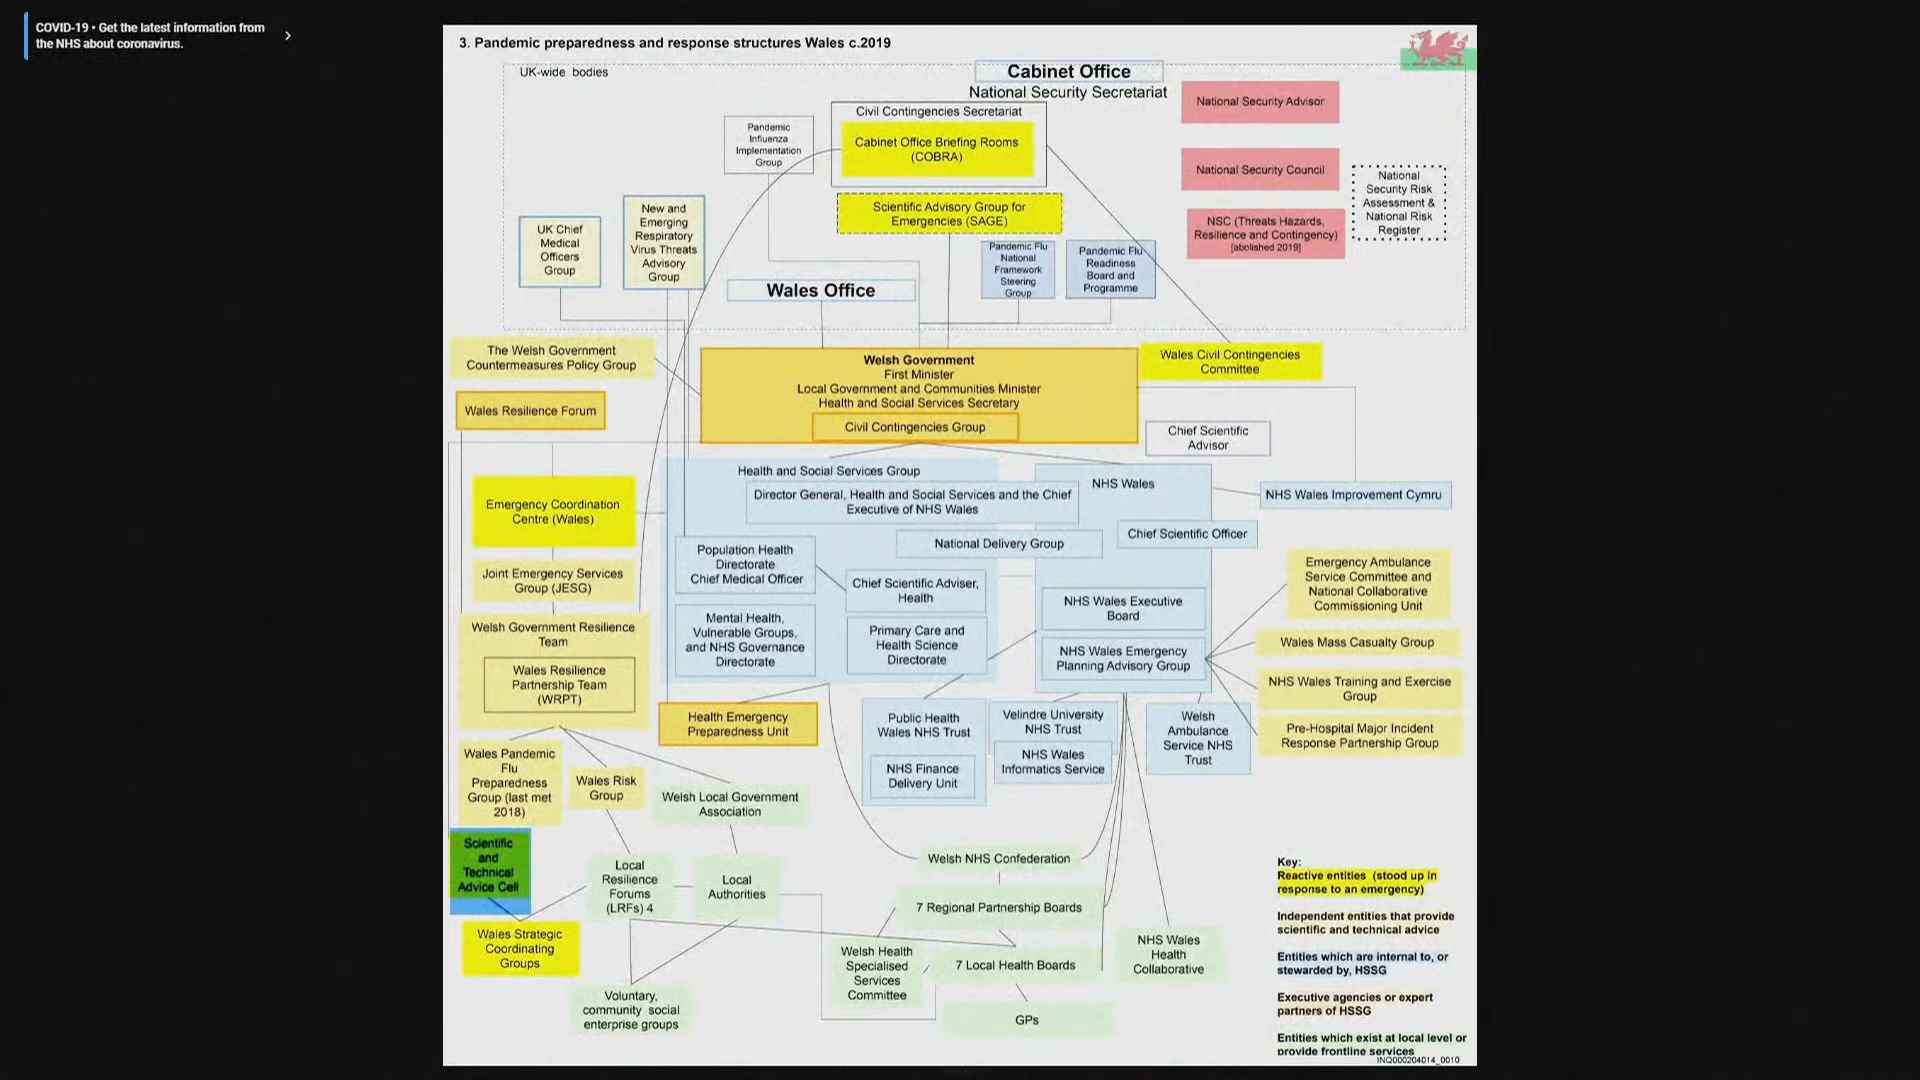 COVID-19 • Get the latest information from
the NHS about coronavirus.
3. Pandemic preparedness and response structures Wales c.2019
UK-wide bodies
Cabinet Office
National Security Secretariat
Civil Contingencies Secretariat
Cabinet Office Briefing Rooms
(COBRA)
Pandemic
Influenza
Implementation
Group
National Security Advisor
National Security Council
NSC (Threats Hazards,
Resilience and Contingency)
[abolished 2019]
National
Security Risk
Assessment &
National Risk
Register
Scientific Advisory Group for
Emergencies (SAGE)
UK Chief
Medical
Officers
Group
New and
Emerging
Respiratory
Virus Threats
Advisory
Group
Pandemic Flu
National
Framework
Steering
Group
Pandemic Flu
Readiness
Board and
Programme
Wales Office
The Welsh Government
Countermeasures Policy Group
Wales Resilience Forum
Welsh Government
First Minister
Local Government and Communities Minister
Health and Social Services Secretary
Civil Contingencies Group
Wales Civil Contingencies
Committee
Chief Scientific
Advisor
Health and Social Services Group
Director General, Health and Social Services and the Chief
Executive of NHS Wales
NHS Wales
NHS Wales Improvement Cymru
Emergency Coordination
Centre (Wales)
National Delivery Group
Chief Scientific Officer
Population Health
Directorate
Chief Medical Officer
Chief Scientific Adviser,
Health
Joint Emergency Services
Group (JESG)
Mental Health,
Vulnerable Groups,
and NHS Governance
Directorate
Primary Care and
Health Science
Directorate
NHS Wales Executive
Board
NHS Wales Emergency
Planning Advisory Group
Emergency Ambulance
Service Committee and
National Collaborative
Commissioning Unit
Wales Mass Casualty Group
NHS Wales Training and Exercise
Group
Pre-Hospital Major Incident
Response Partnership Group
Welsh Government Resilience
Team
Wales Resilience
Partnership Team
(WRPT)
Health Emergency
Preparedness Unit
Public Health
Wales NHS Trust
NHS Finance
Delivery Unit
Velindre University
NHS Trust
NHS Wales
Informatics Service
Welsh
Ambulance
Service NHS
Trust
Wales Pandemic
Flu
Preparedness
Group (last met
2018)
Wales Risk
Group
Welsh Local Government
Association
Scientific
and
Technical
Advice Cell
Local
Resilience
Forums
(LRFs) 4
Local
Authorities
Welsh NHS Confederation
7 Regional Partnership Boards
Wales Strategic
Coordinating
Groups
Welsh Health
Specialised
Services
Committee
7 Local Health Boards
NHS Wales
Health
Collaborative
Voluntary,
community social
enterprise groups
GPs
Key:
Reactive entities (stood up in
response to an emergency)
Independent entities that provide
scientific and technical advice
Entities which are internal to, or
stewarded by, HSSG
Executive agencies or expert
partners of HSSG
Entities which exist at local level or
provide frontline services
INQ000204014_0010